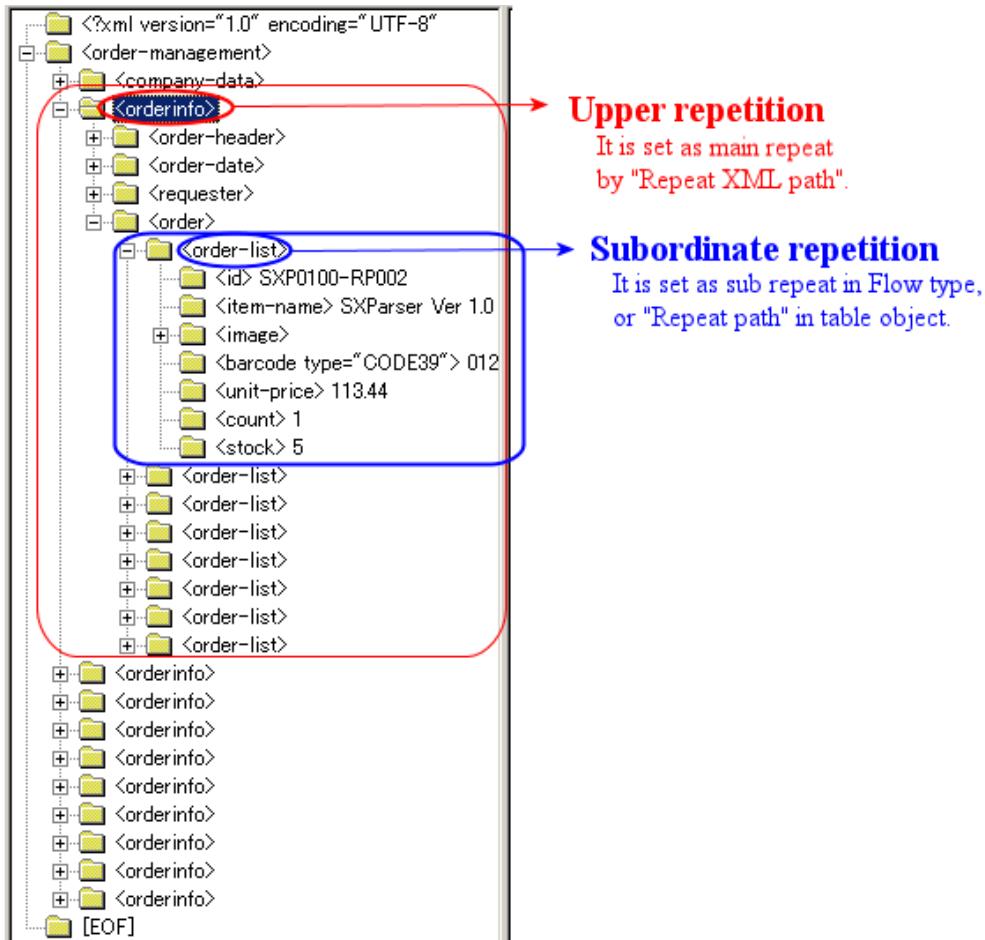 <?xml version="1.0" encoding="UTF-8"
<order-management>
<company-data>
<orderinfo>
Upper repetition
<order-header>
It is set as main repeat
<order-date>
by "Repeat XML path".
<requester>
<order>
<order-list>
Subordinate repetition
<id> SXP0100-RP002
It is set as sub repeat in Flow type,
<item-name> SXParser Ver 1.0
or "Repeat path" in table object.
<image>
<barcode type="CODE39"> 012
<unit-price> 113.44
<count> 1
<stock> 5
<order-list>
<order-list>
<order-list>
<order-list>
<order-list>
<order-list>
<order-list>
<orderinfo>
<orderinfo>
<orderinfo>
<orderinfo>
<orderinfo>
<orderinfo>
<orderinfo>
<orderinfo>
<orderinfo>
[EOF]